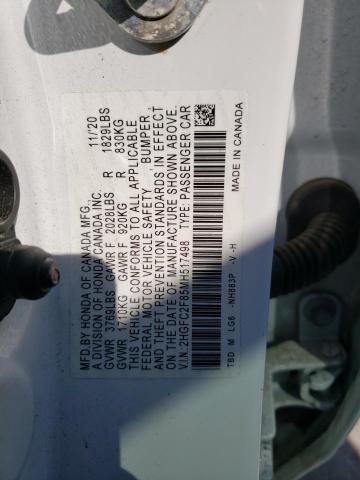 MFD.BY HONDA OF CANADA MFG., 11/20
A DIVISION OF HONDA CANADA INC.
GVWR 3789LBS GAWR F 2028LBS R 1829LBS
GVWR 1710KG GAWR F 920KG R 830KG
THIS VEHICLE CONFORMS TO ALL APPLICABLE
FEDERAL MOTOR VEHICLE SAFETY, BUMPER,
AND THEFT PREVENTION STANDARDS IN EFFECT
ON THE DATE OF MANUFACTURE SHOWN ABOVE.
V.I.N.:2HGFC2F85MH517498 TYPE: PASSENGER CAR
TBD M LG6 -NH883P -V -H
MADE IN CANADA